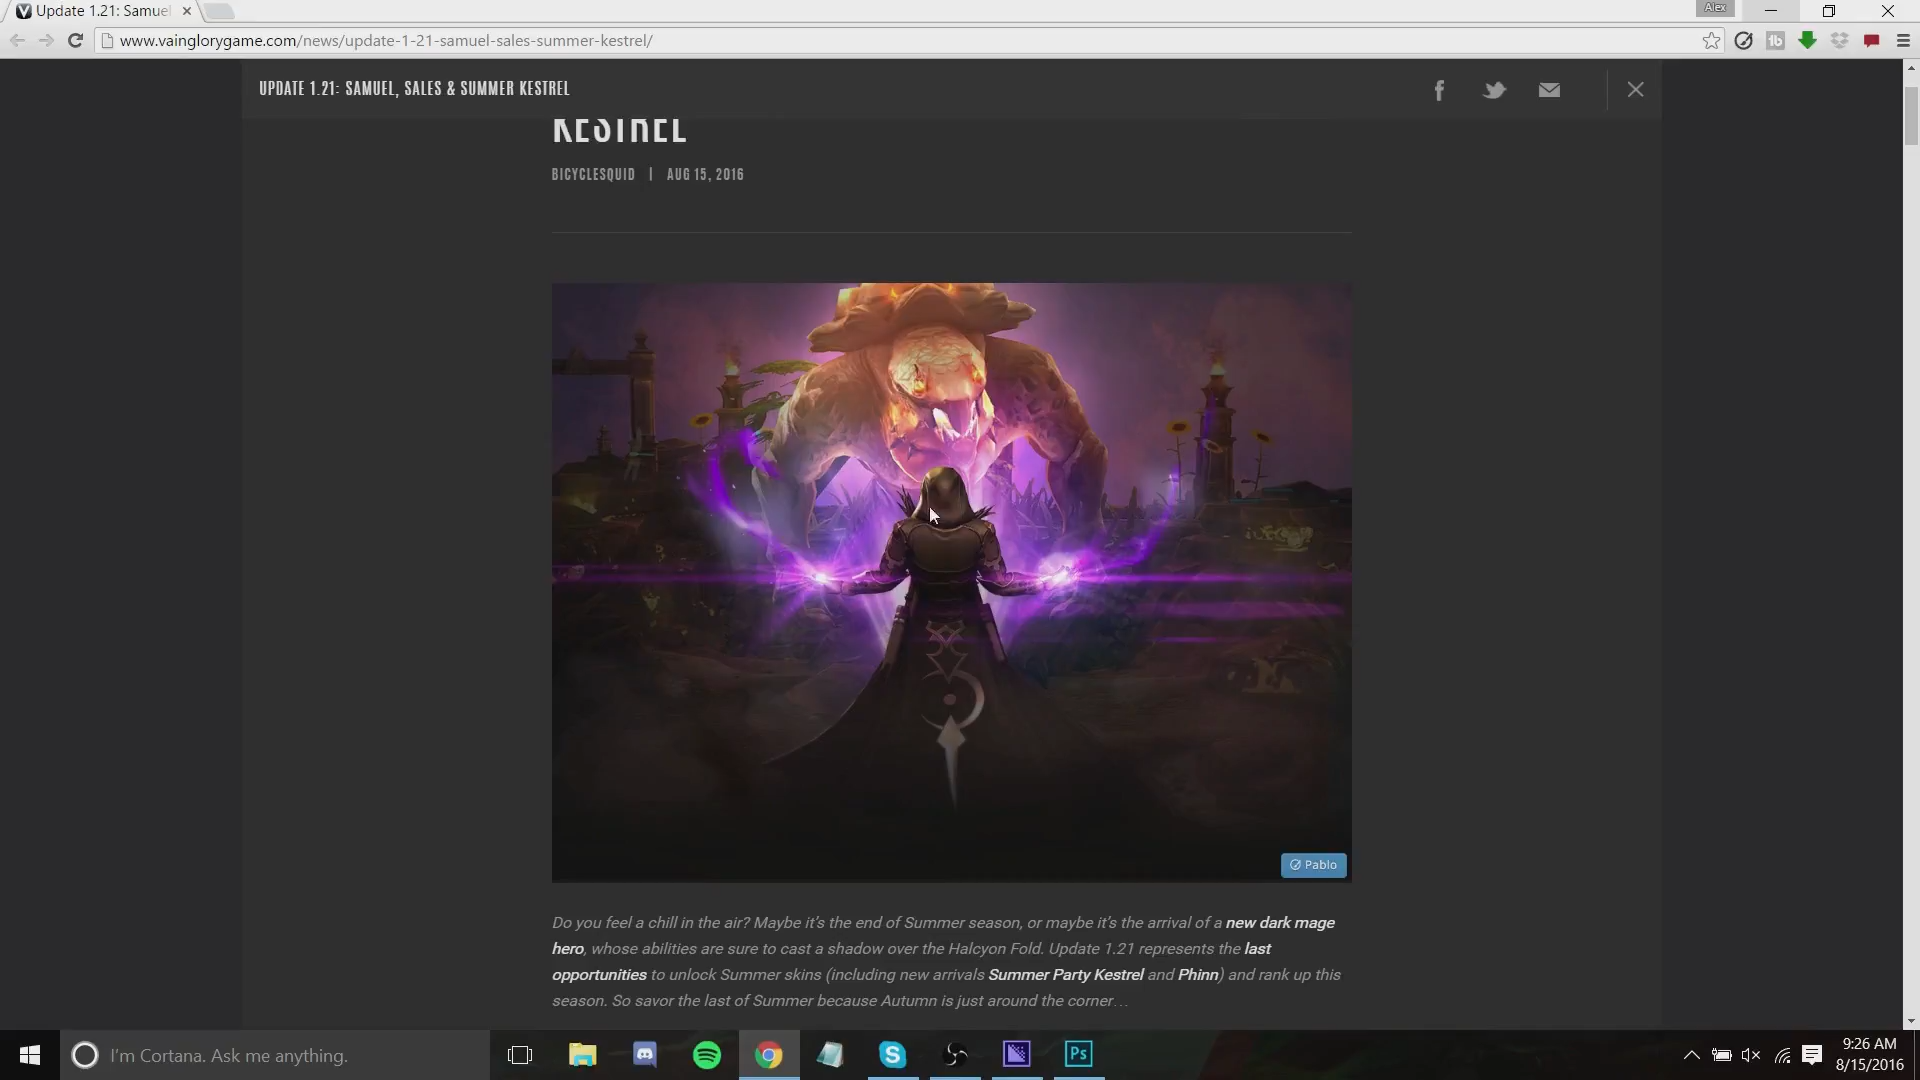 Update 1.21: Samuel
Alex
www.vainglorygame.com/news/update-1-21-samuel-sales-summer-kestrel/
UPDATE 1.21: SAMUEL, SALES & SUMMER KESTREL
KESTREL
BICYCLESQUID | AUG 15, 2016
Pablo
Do you feel a chill in the air? Maybe it's the end of Summer season, or maybe it's the arrival of a new dark mage
hero, whose abilities are sure to cast a shadow over the Halcyon Fold. Update 1.21 represents the last
opportunities to unlock Summer skins (including new arrivals Summer Party Kestrel and Phinn) and rank up this
season. So savor the last of Summer because Autumn is just around the corner…
I'm Cortana. Ask me anything.
Ps
9:26 AM
8/15/2016